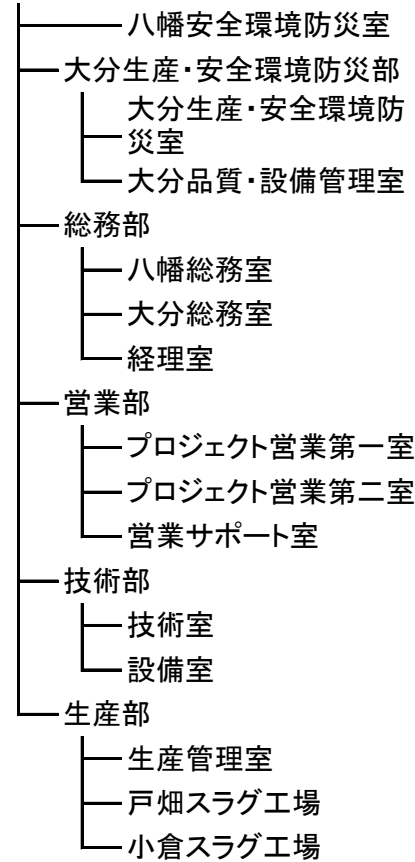 八幡安全環境防災室
大分生産・安全環境防災部
大分生産・安全環境防
災室
大分品質・設備管理室
総務部
八幡総務室
大分総務室
経理室
営業部
プロジェクト営業第一室
プロジェクト営業第二室
営業サポート室
技術部
技術室
設備室
生産部
生産管理室
戸畑スラグ工場
小倉スラグ工場